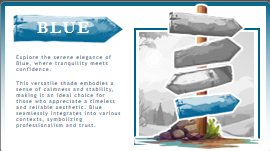 BLUE
Explore the serene elegance of
Blue, where tranquility meets
confidence.
This versatile shade embodies a
sense of calmness and stability,
making it an ideal choice for
those who appreciate a timeless
and reliable aesthetic. Blue
seamlessly integrates into various
contexts, symbolizing
professionalism and trust.